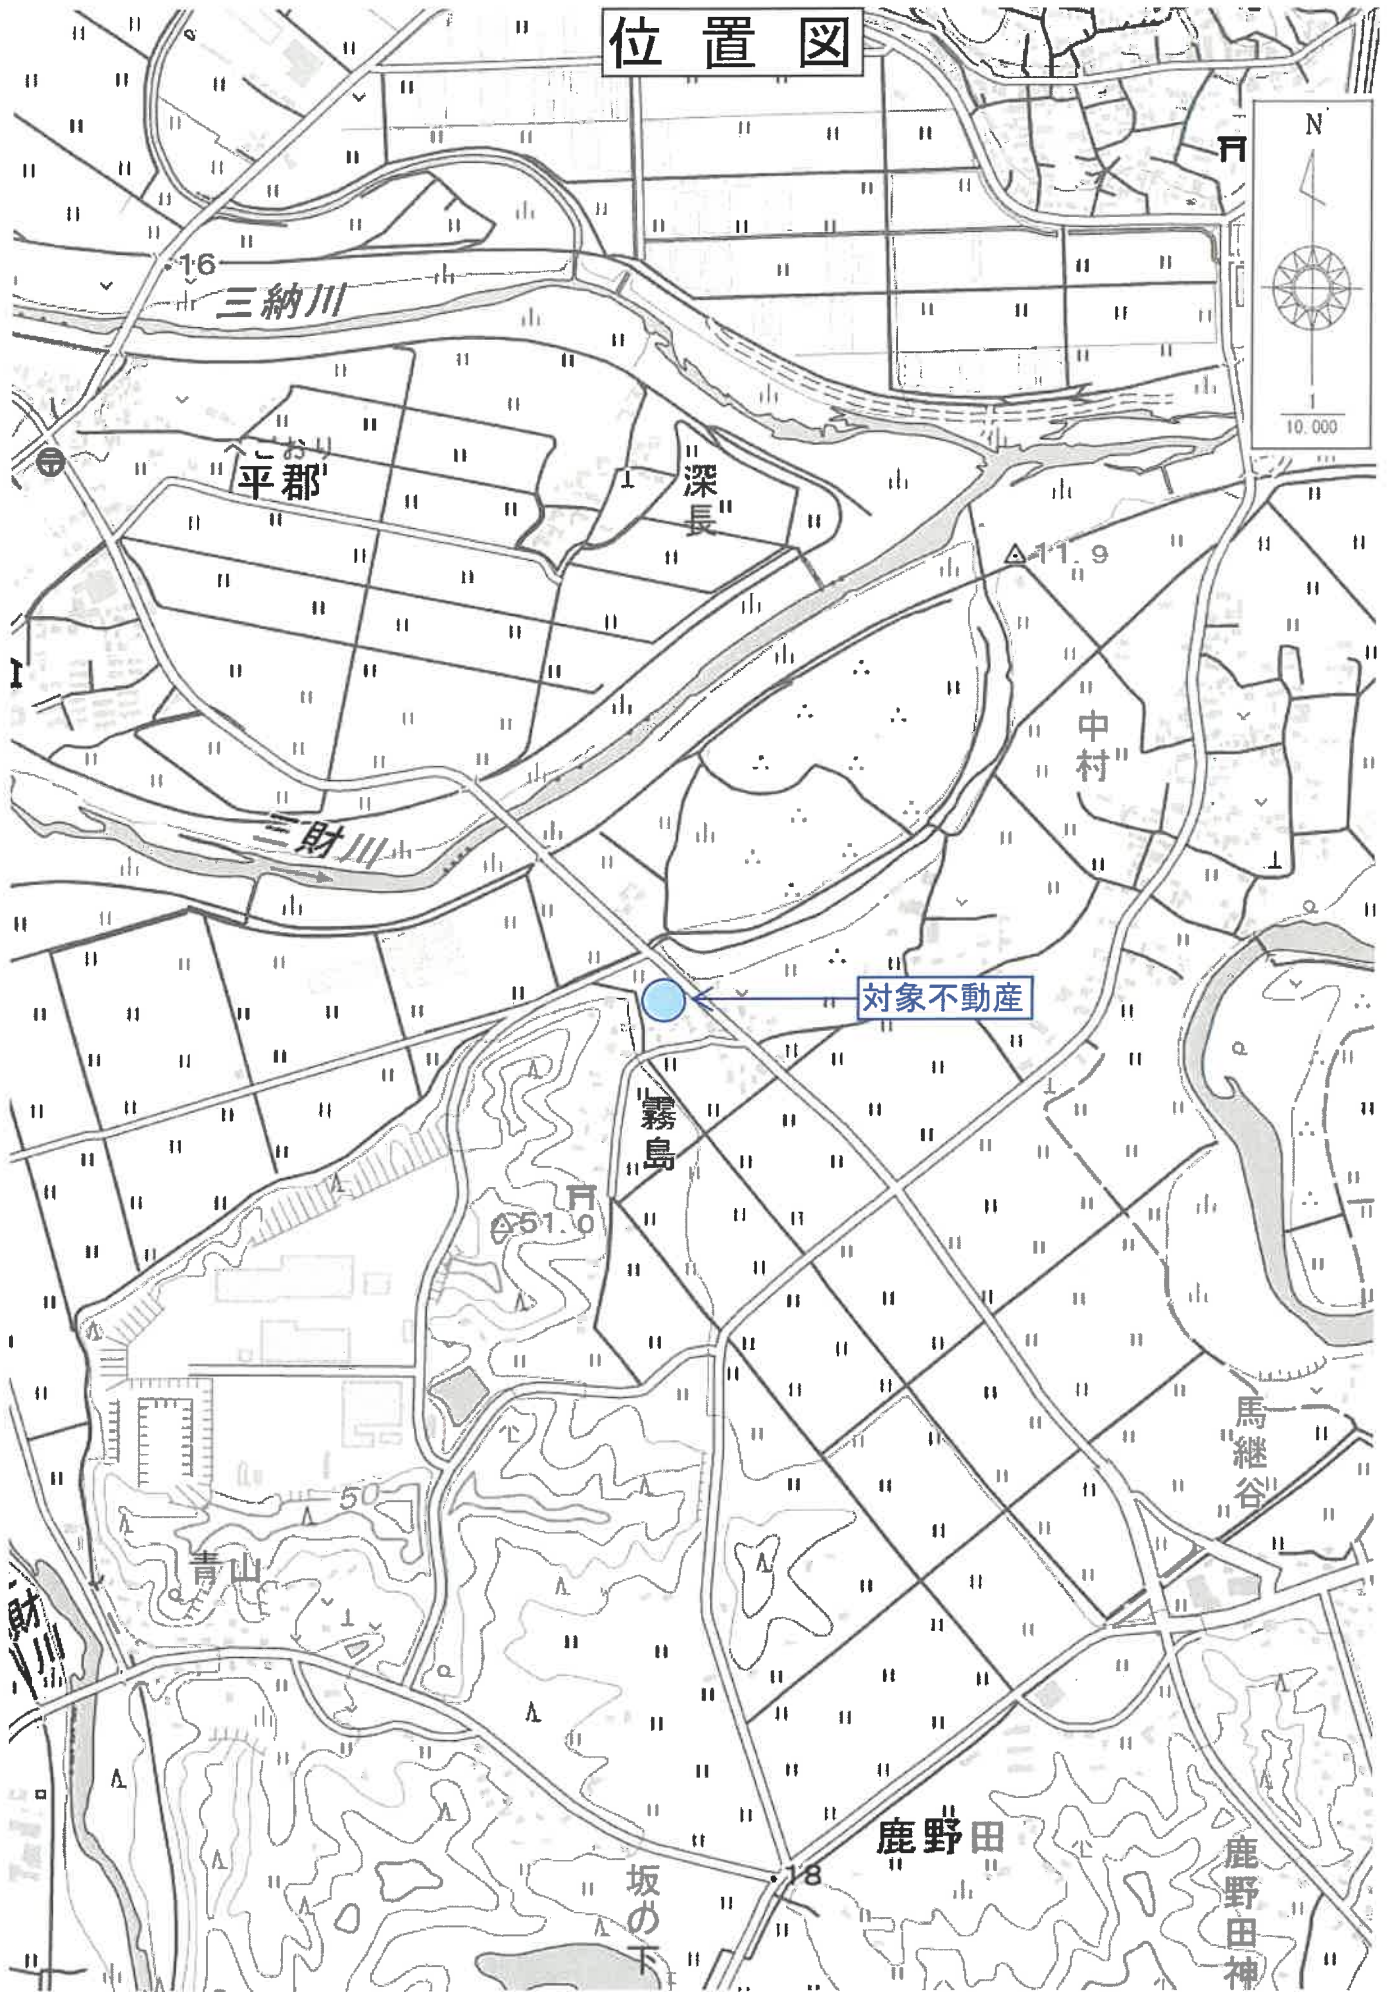 位置図
N
1
10.000
16
三納川
へごおり
平郡
深長
11.9
中村
三財川
対象不動産
霧島
51.0
馬継谷
50
青山
財川
鹿野田
18
坂の下
鹿野田神